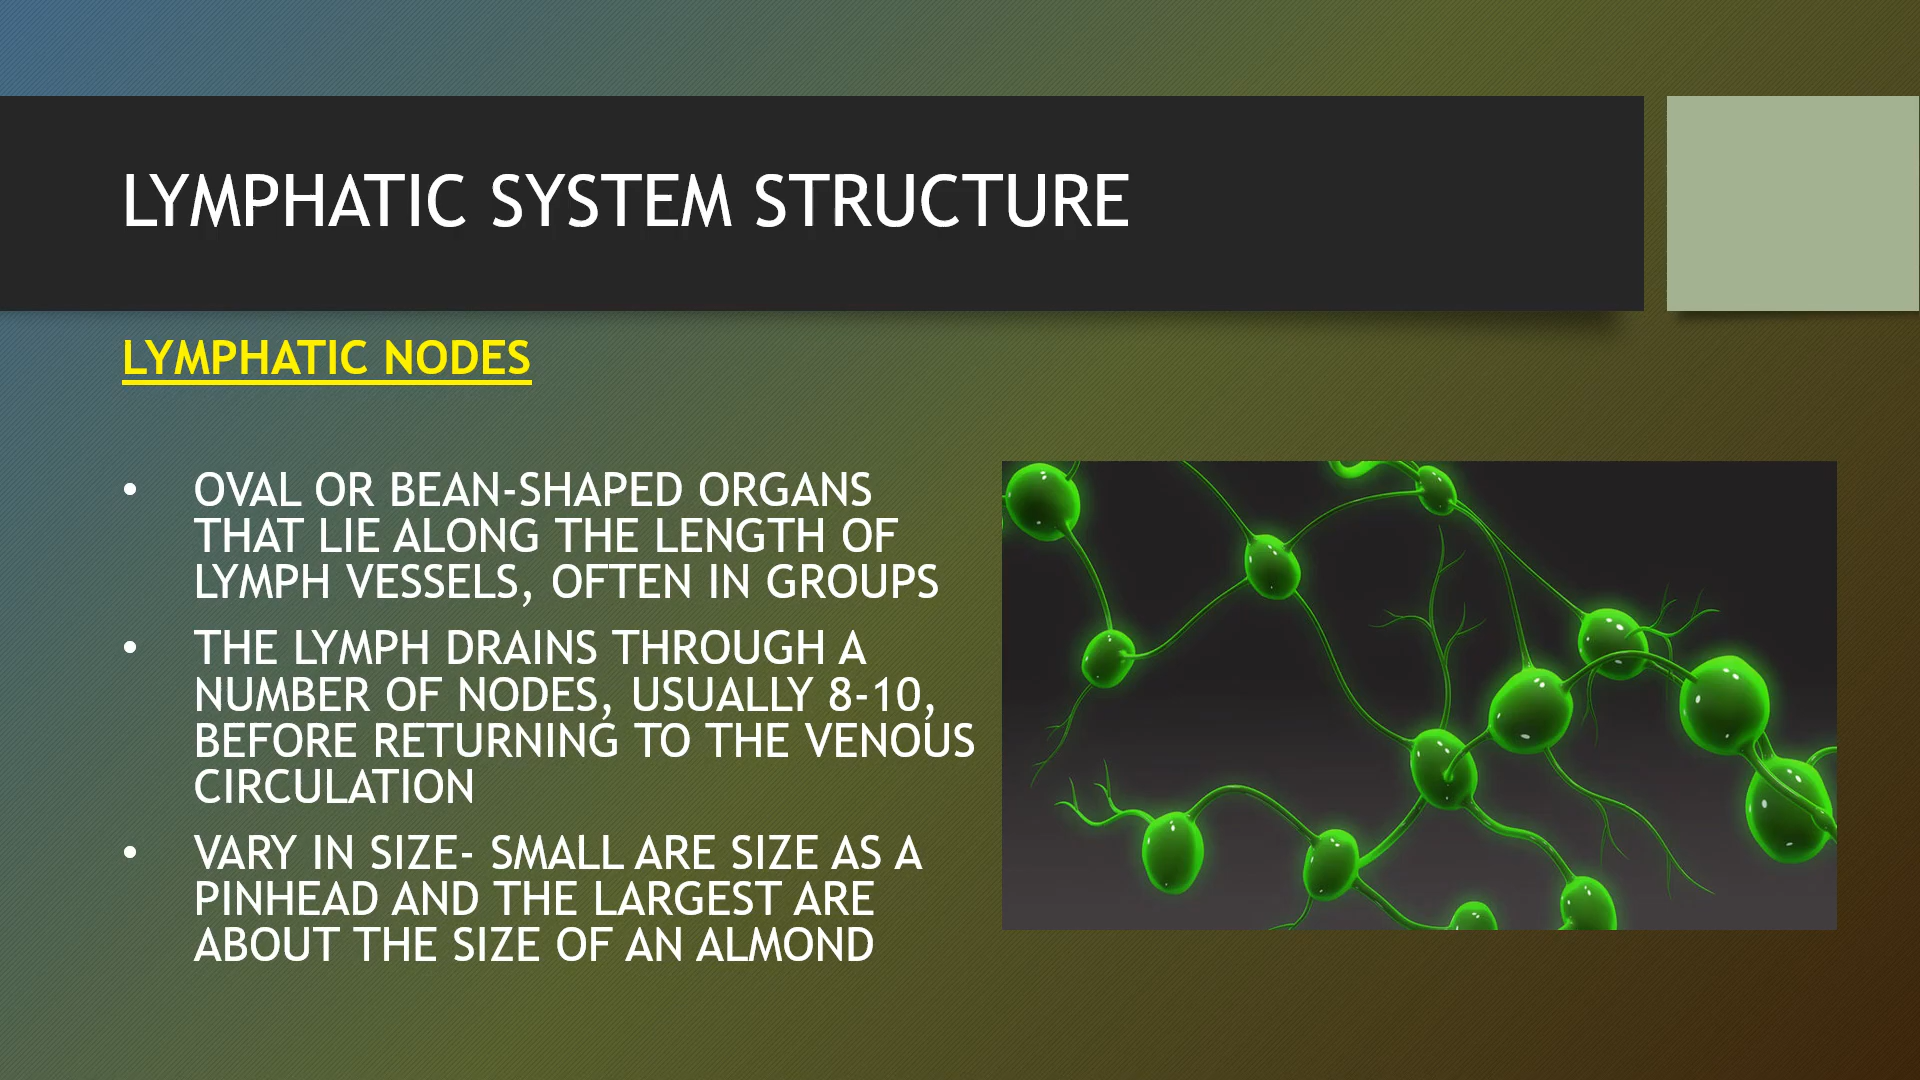 LYMPHATIC SYSTEM STRUCTURE
LYMPHATIC NODES
• OVAL OR BEAN-SHAPED ORGANS
THAT LIE ALONG THE LENGTH OF
LYMPH VESSELS, OFTEN IN GROUPS
• THE LYMPH DRAINS THROUGH A
NUMBER OF NODES, USUALLY 8-10,
BEFORE RETURNING TO THE VENOUS
CIRCULATION
• VARY IN SIZE- SMALL ARE SIZE AS A
PINHEAD AND THE LARGEST ARE
ABOUT THE SIZE OF AN ALMOND